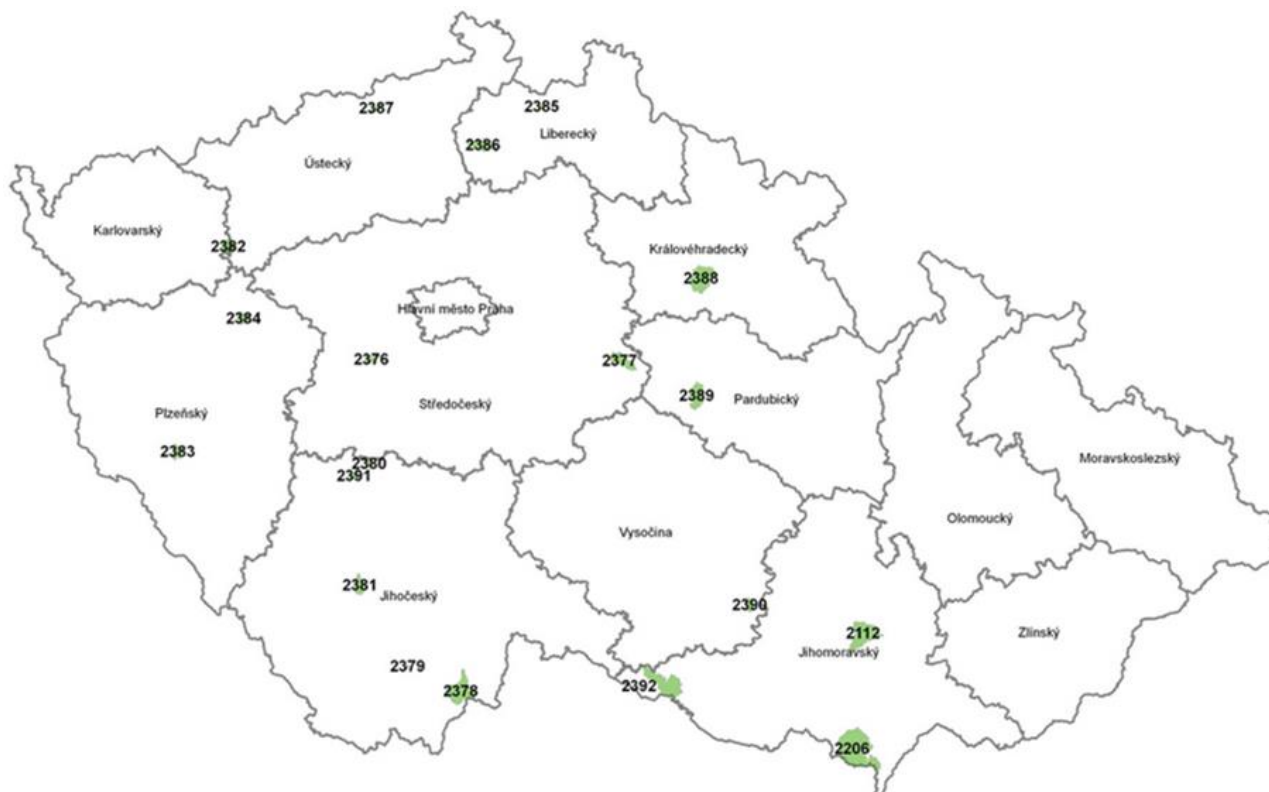 2387
2385
Liberecký
2386
Ústecký
Karlovarský
2382
Královéhradecký
2388
Hlavní město Praha
2384
2376
2377
2389
Pardubický
Středočeský
Plzeňský
2383
2380
2391
Moravskoslezský
Olomoucký
Vysočina
2381
Jihočeský
2390
2112
Zlínský
Jihomoravský
2379
2378
2392
2206